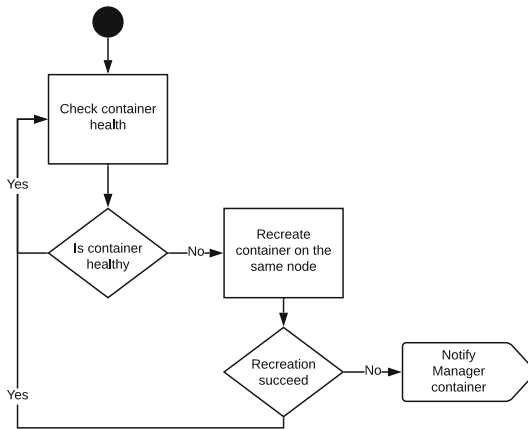 Check container
health
Yes
Is container
healthy
No
Recreate
container on the
same node
Recreation
succeed
No
Notify
Manager
container
Yes